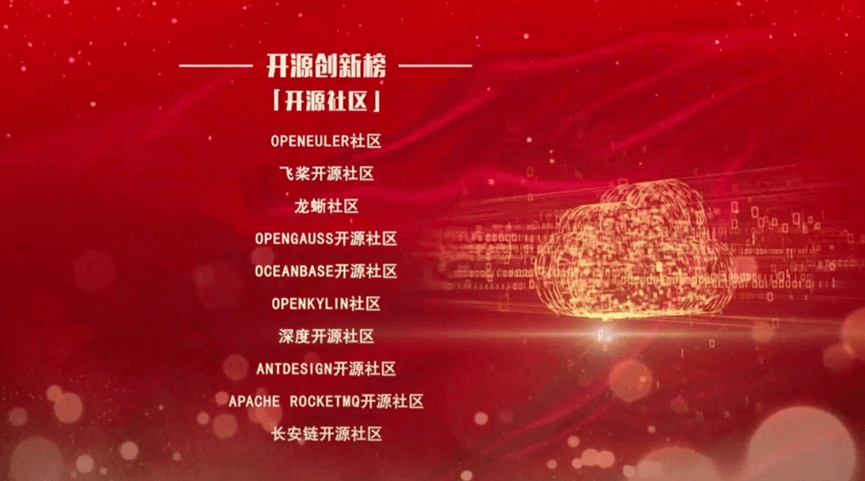 开源创新榜
「开源社区」
OPENEULER社区
飞桨开源社区
龙蜥社区
OPENGAUSS开源社区
OCEANBASE开源社区
OPENKYLIN社区
深度开源社区
ANTDESIGN开源社区
APACHE ROCKETMQ开源社区
长安链开源社区